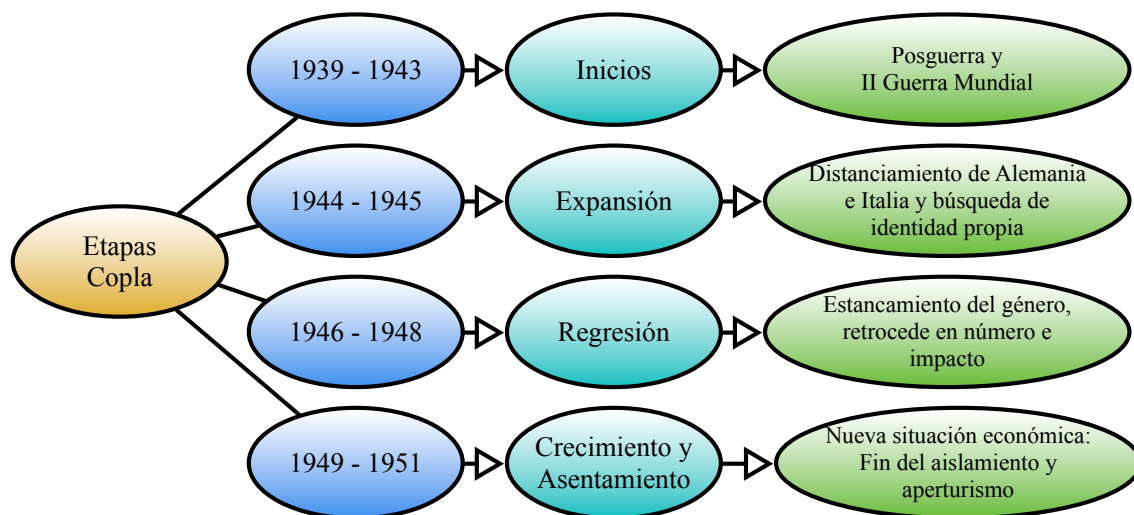 Etapas
Copla
1939 - 1943
Inicios
Posguerra y
II Guerra Mundial
1944 - 1945
Expansión
Distanciamiento de Alemania
e Italia y búsqueda de
identidad propia
1946 - 1948
Regresión
Estancamiento del género,
retrocede en número e
impacto
1949 - 1951
Crecimiento y
Asentamiento
Nueva situación económica:
Fin del aislamiento y
aperturismo